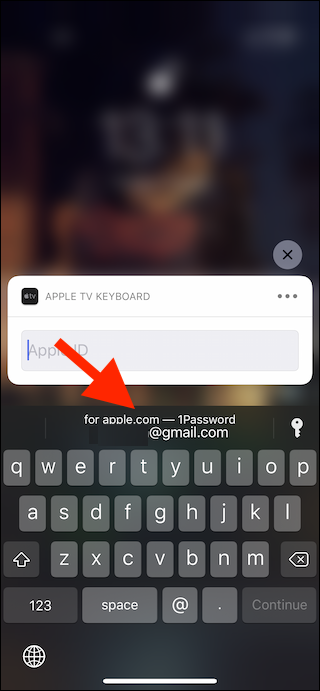 tv
APPLE TV KEYBOARD
Apple ID
for apple.com — 1Password
@gmail.com
q w e r t y u i o p
a s d f g h j k l
z x c v b n m
123 space @ . Continue